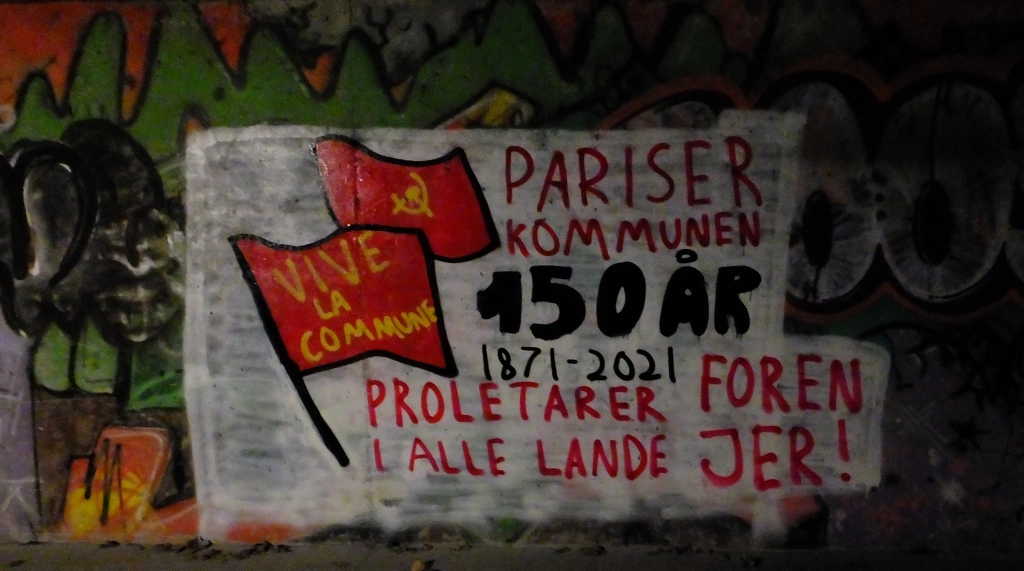 VIVE
LA
COMMUNE
PARISER
KOMMUNEN
150 ÅR
1871-2021
PROLETARER
I ALLE LANDE
FOREN
JER!